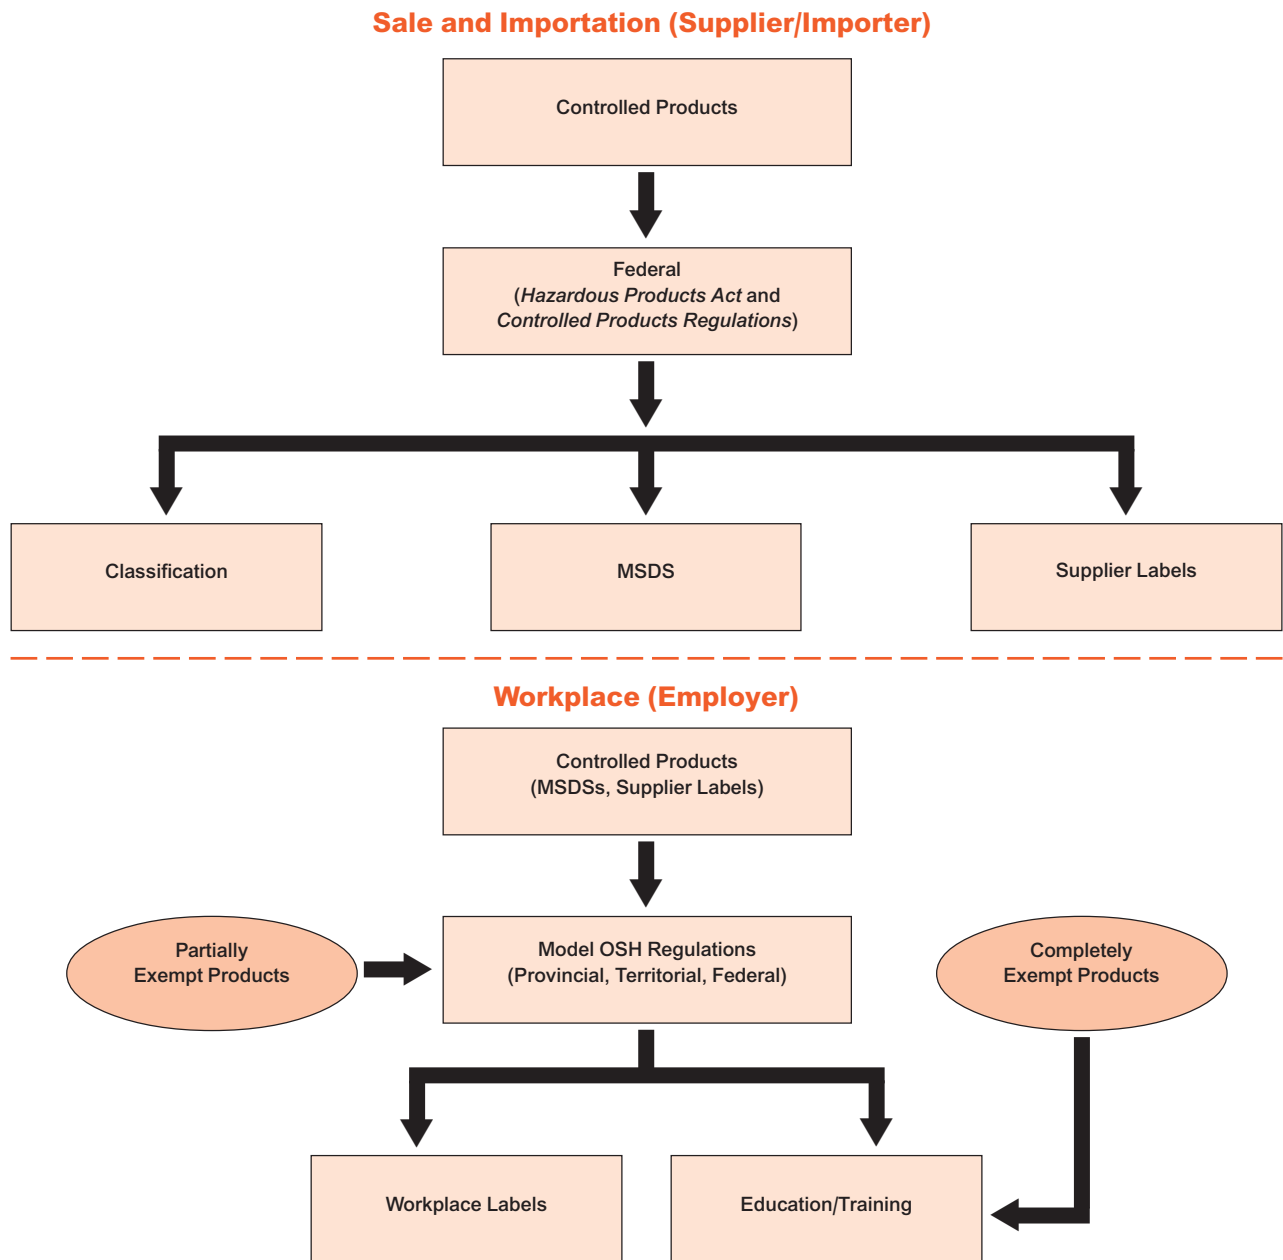 Sale and Importation (Supplier/Importer)
Controlled Products
Federal
(Hazardous Products Act and
Controlled Products Regulations)
Classification
MSDS
Supplier Labels
Workplace (Employer)
Controlled Products
(MSDSs, Supplier Labels)
Partially
Exempt Products
Model OSH Regulations
(Provincial, Territorial, Federal)
Completely
Exempt Products
Workplace Labels
Education/Training